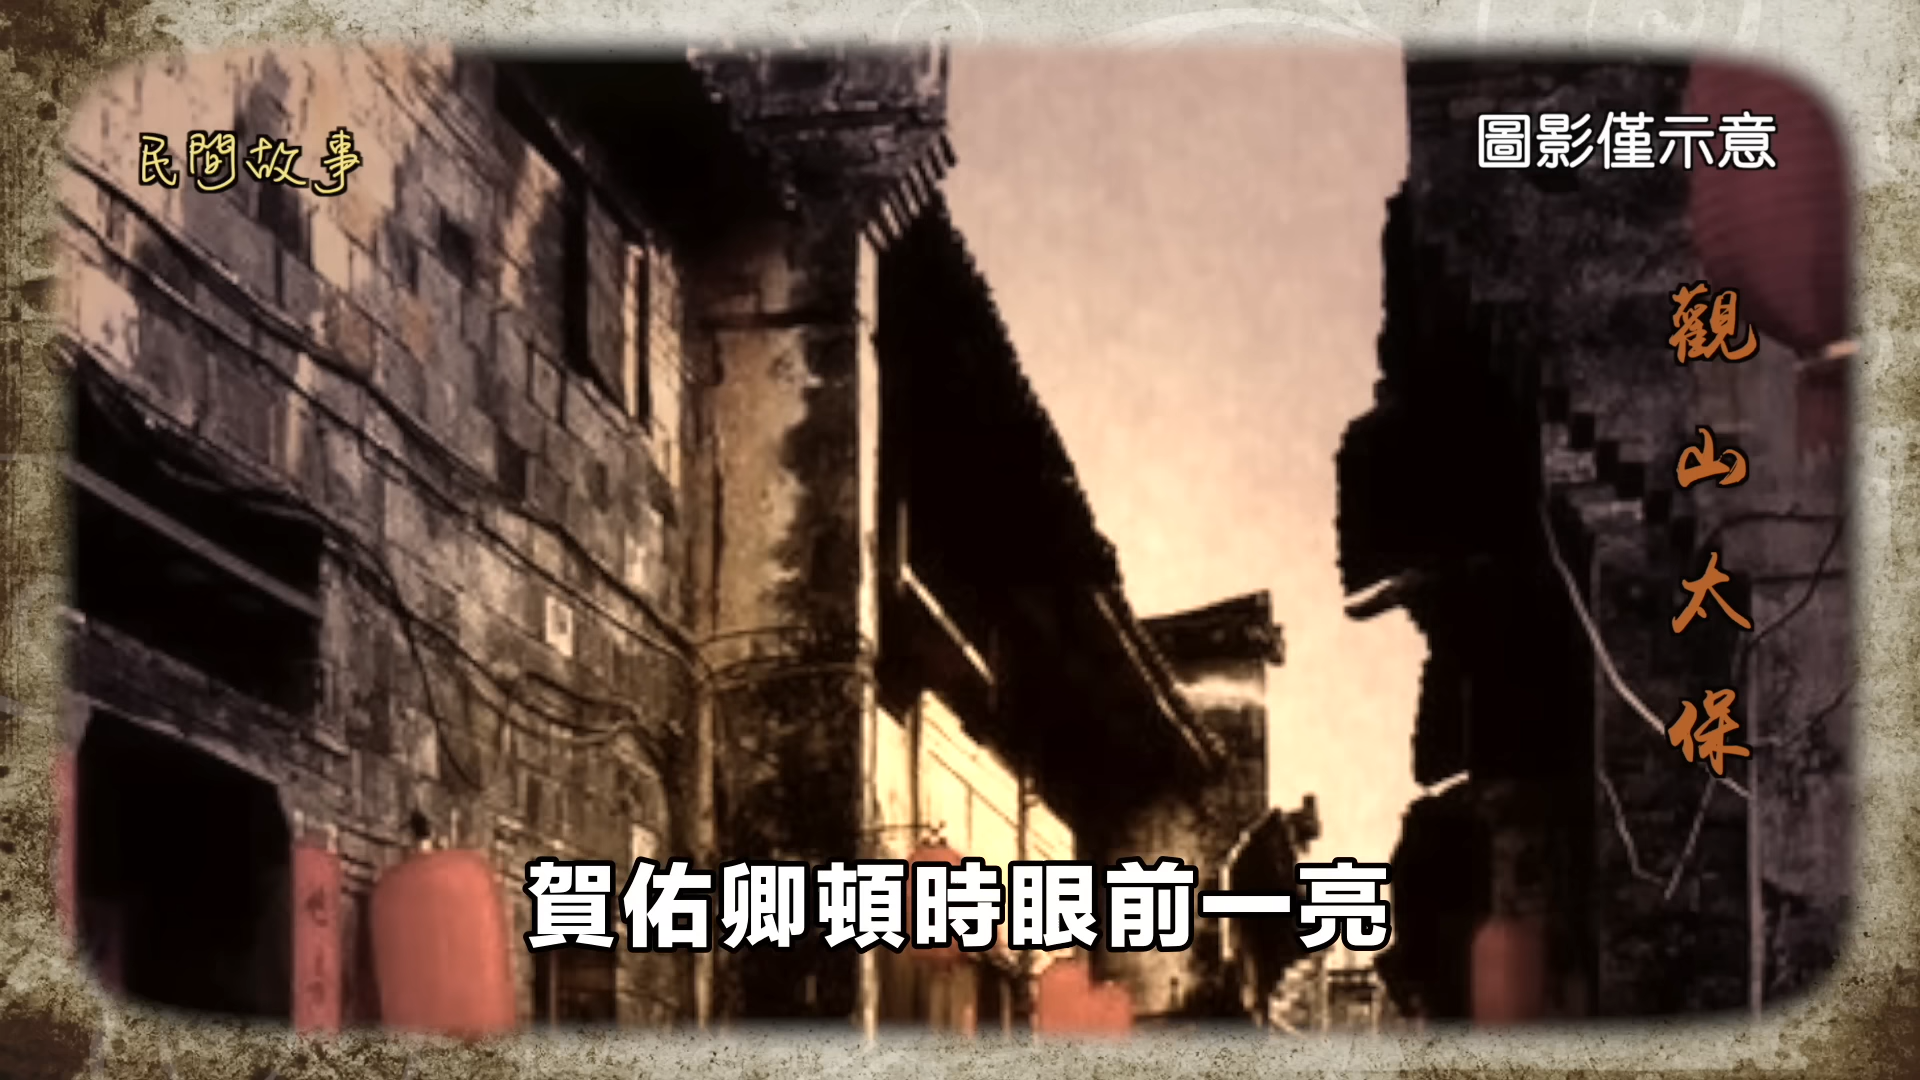 民間故事
圖影僅示意
觀山太保
賀佑卿頓時眼前一亮